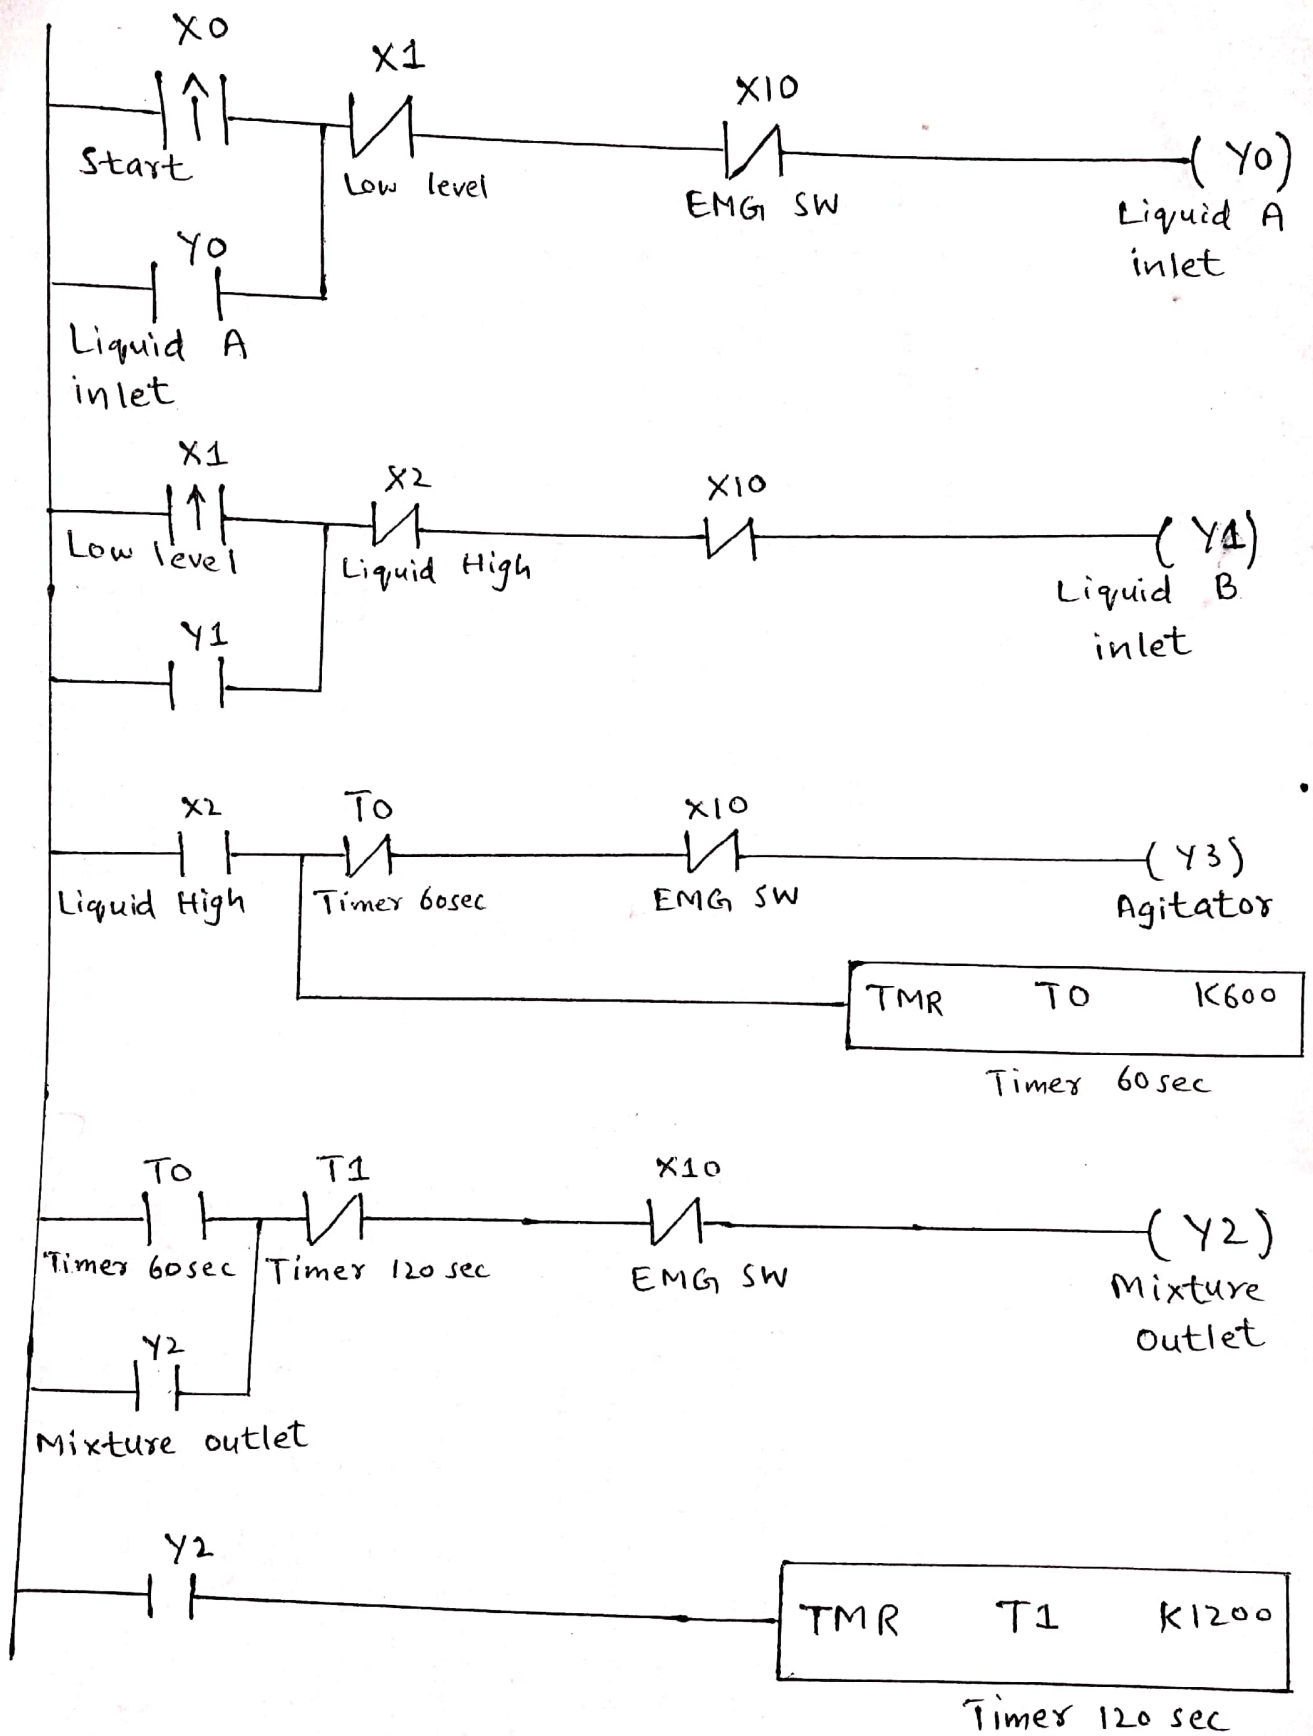 X0
X1
X10
( Y0)
Start
Low level
EMG SW
Liquid A
inlet
Y0
Liquid A
inlet
X1
X2
X10
( Y1)
Low level
Liquid High
Liquid B
inlet
Y1
X2
T0
X10
( Y3)
Liquid High
Timer 60sec
EMG SW
Agitator
TMR T0 K600
Timer 60 sec
T0
T1
X10
( Y2)
Timer 60sec
Timer 120 sec
EMG SW
Mixture
outlet
Y2
Mixture outlet
Y2
TMR T1 K1200
Timer 120 sec